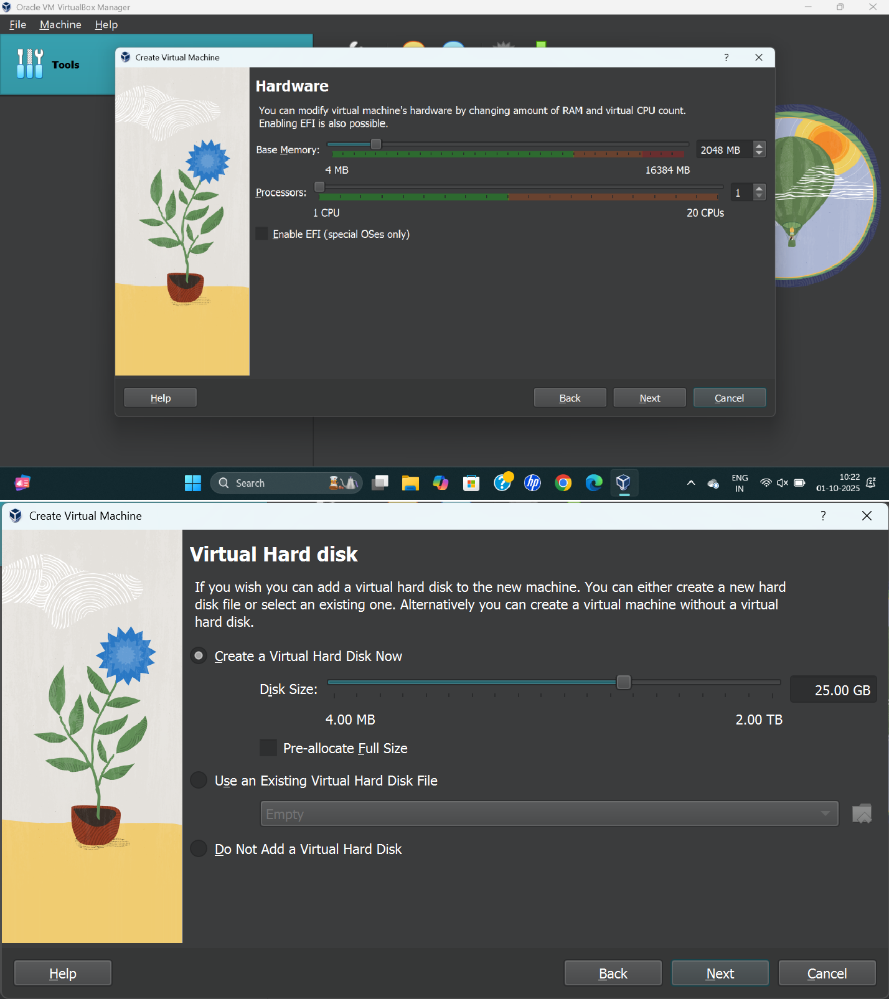 Oracle VM VirtualBox Manager
File Machine Help
Tools
Create Virtual Machine ?
Hardware
You can modify virtual machine's hardware by changing amount of RAM and virtual CPU count.
Enabling EFI is also possible.
Base Memory: 2048 MB
4 MB 16384 MB
Processors: 1
1 CPU 20 CPUs
Enable EFI (special OSes only)
Help Back Next Cancel
Search
hp
ENG
IN
10:22
01-10-2025
Create Virtual Machine ?
Virtual Hard disk
If you wish you can add a virtual hard disk to the new machine. You can either create a new hard
disk file or select an existing one. Alternatively you can create a virtual machine without a virtual
hard disk.
Create a Virtual Hard Disk Now
Disk Size: 25.00 GB
4.00 MB 2.00 TB
Pre-allocate Full Size
Use an Existing Virtual Hard Disk File
Empty
Do Not Add a Virtual Hard Disk
Help Back Next Cancel